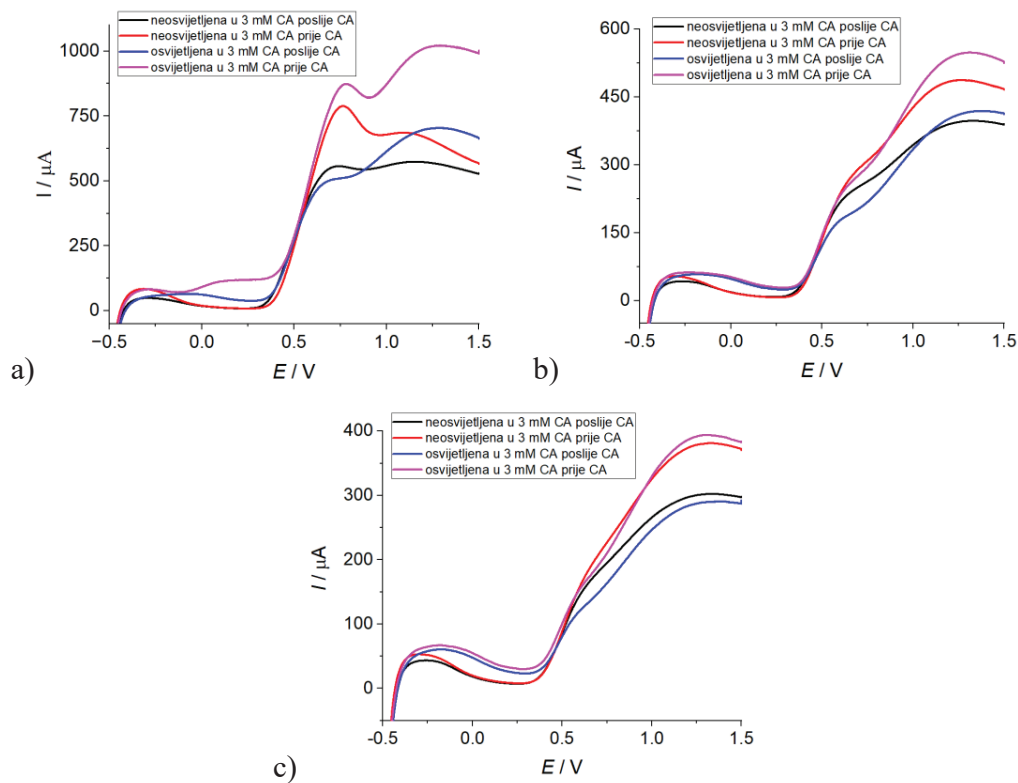 neosvijetljena u 3 mM CA poslije CA
neosvijetljena u 3 mM CA prije CA
osvijetljena u 3 mM CA poslije CA
osvijetljena u 3 mM CA prije CA
1000
750
500
250
0
I / μA
−0.5 0.0 0.5 1.0 1.5
E / V
a)
neosvijetljena u 3 mM CA poslije CA
neosvijetljena u 3 mM CA prije CA
osvijetljena u 3 mM CA poslije CA
osvijetljena u 3 mM CA prije CA
600
450
300
150
0
I / μA
-0.5 0.0 0.5 1.0 1.5
E / V
b)
neosvijetljena u 3 mM CA poslije CA
neosvijetljena u 3 mM CA prije CA
osvijetljena u 3 mM CA poslije CA
osvijetljena u 3 mM CA prije CA
400
300
200
100
0
I / μA
-0.5 0.0 0.5 1.0 1.5
E / V
c)